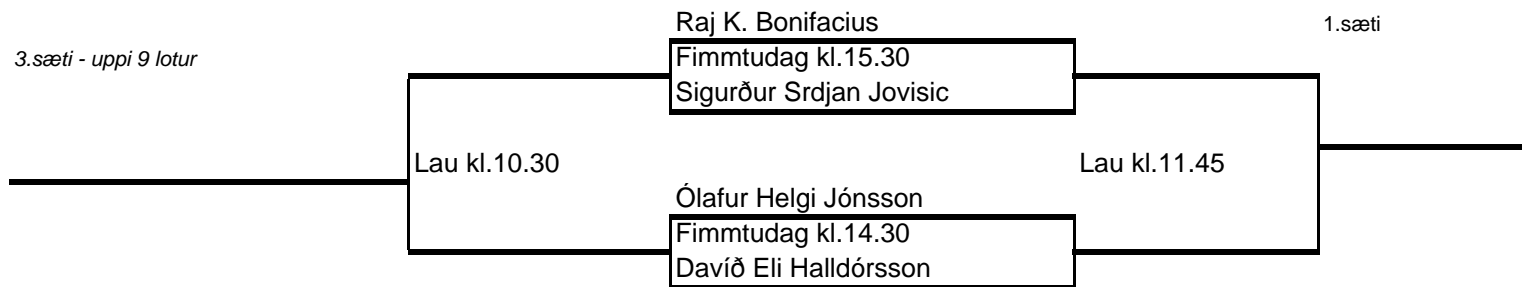 Raj K. Bonifacius
1.sæti
3.sæti - uppi 9 lotur
Fimmtudag kl.15.30
Sigurður Srdjan Jovisic
Lau kl.10.30
Lau kl.11.45
Ólafur Helgi Jónsson
Fimmtudag kl.14.30
Davíð Eli Halldórsson